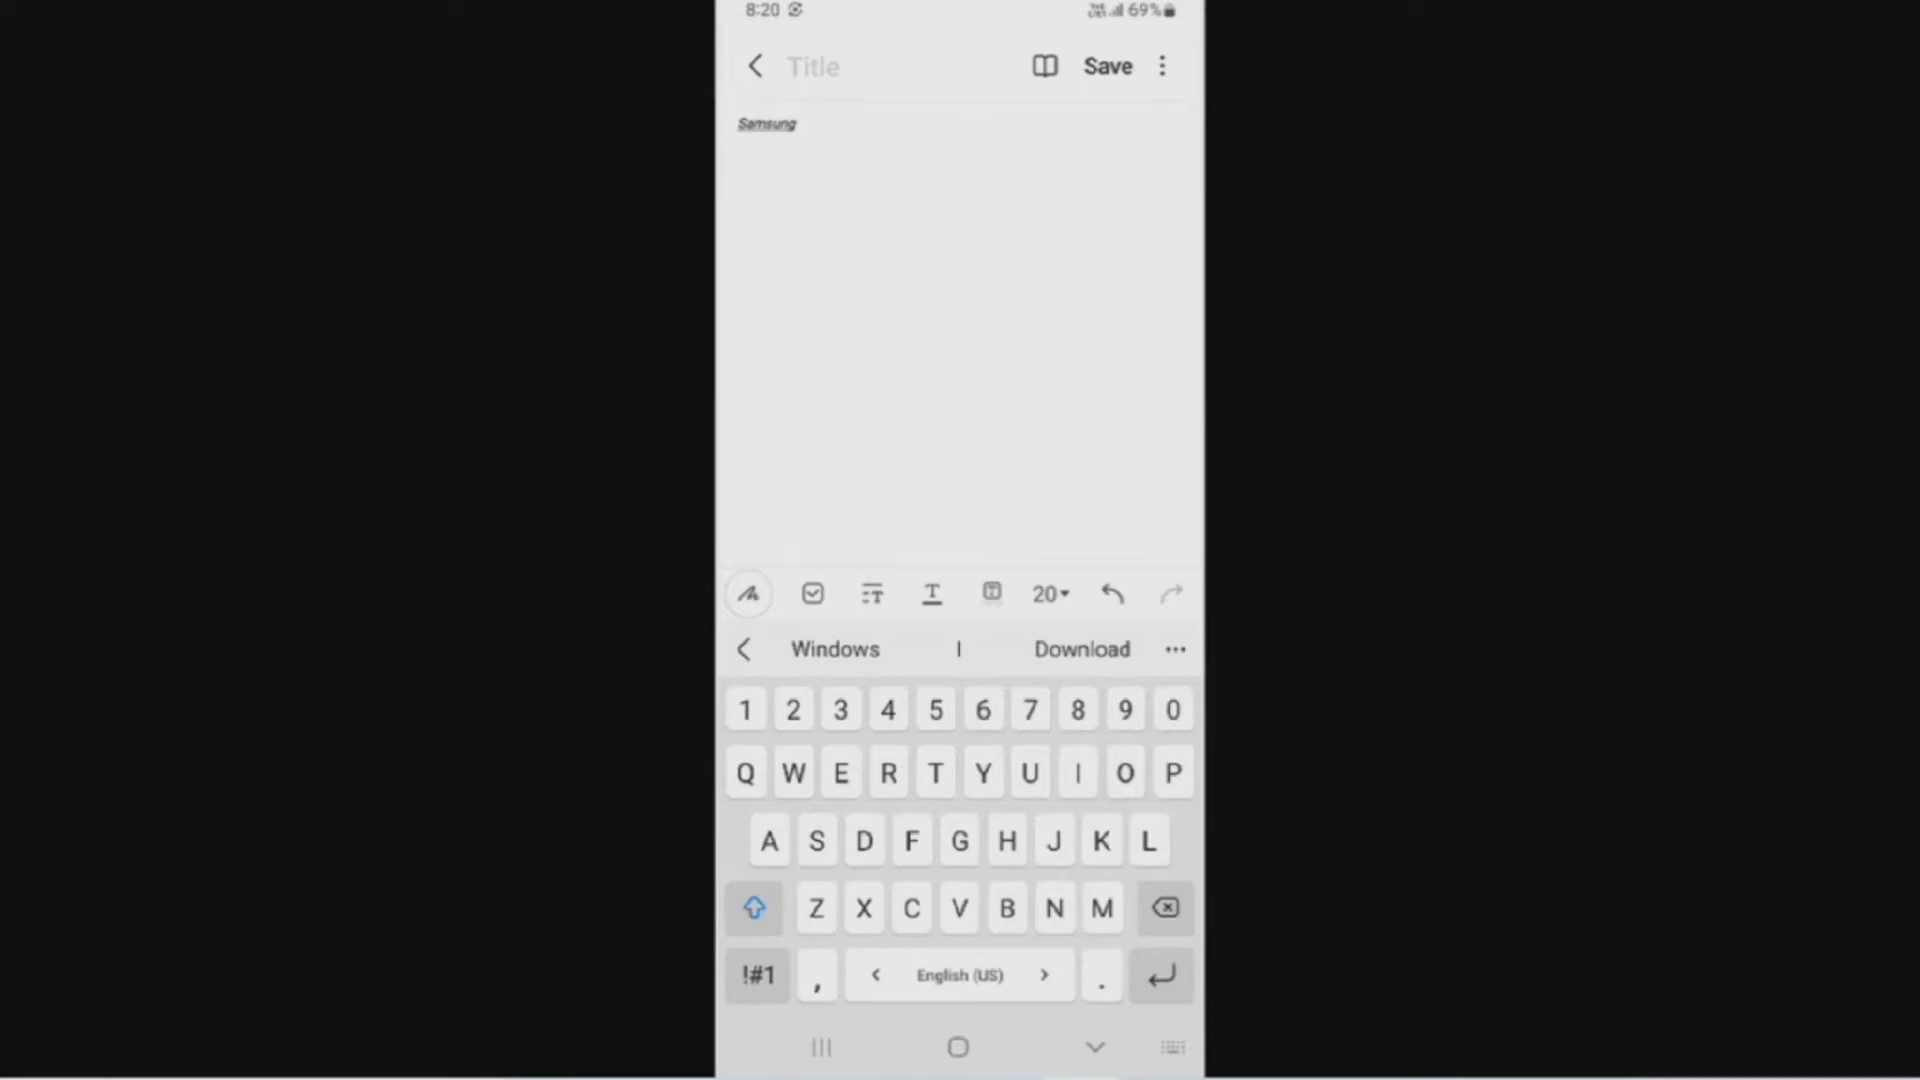 8:20 69%
Title Save
Samsung
20
Windows I Download
1 2 3 4 5 6 7 8 9 0
Q W E R T Y U I O P
A S D F G H J K L
Z X C V B N M
!#1 , < English (US) > .